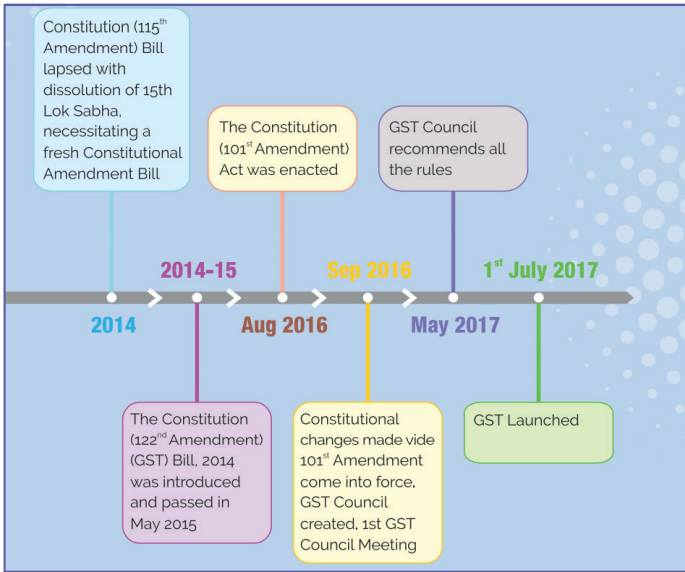 Constitution (115th
Amendment) Bill
lapsed with
dissolution of 15th
Lok Sabha,
necessitating a
fresh Constitutional
Amendment Bill
The Constitution
(101st Amendment)
Act was enacted
GST Council
recommends all
the rules
2014-15
Sep 2016
1st July 2017
2014
Aug 2016
May 2017
The Constitution
(122nd Amendment)
(GST) Bill, 2014
was introduced
and passed in
May 2015
Constitutional
changes made vide
101st Amendment
come into force,
GST Council
created, 1st GST
Council Meeting
GST Launched